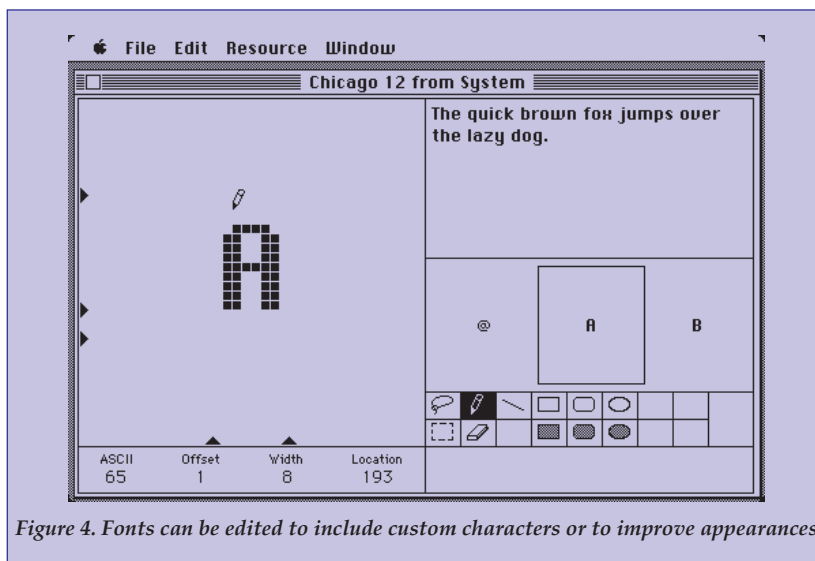 File Edit Resource Window
Chicago 12 from System
The quick brown fox jumps over
the lazy dog.
@ A B
A
ASCII Offset Width Location
65 1 8 193
Figure 4. Fonts can be edited to include custom characters or to improve appearances